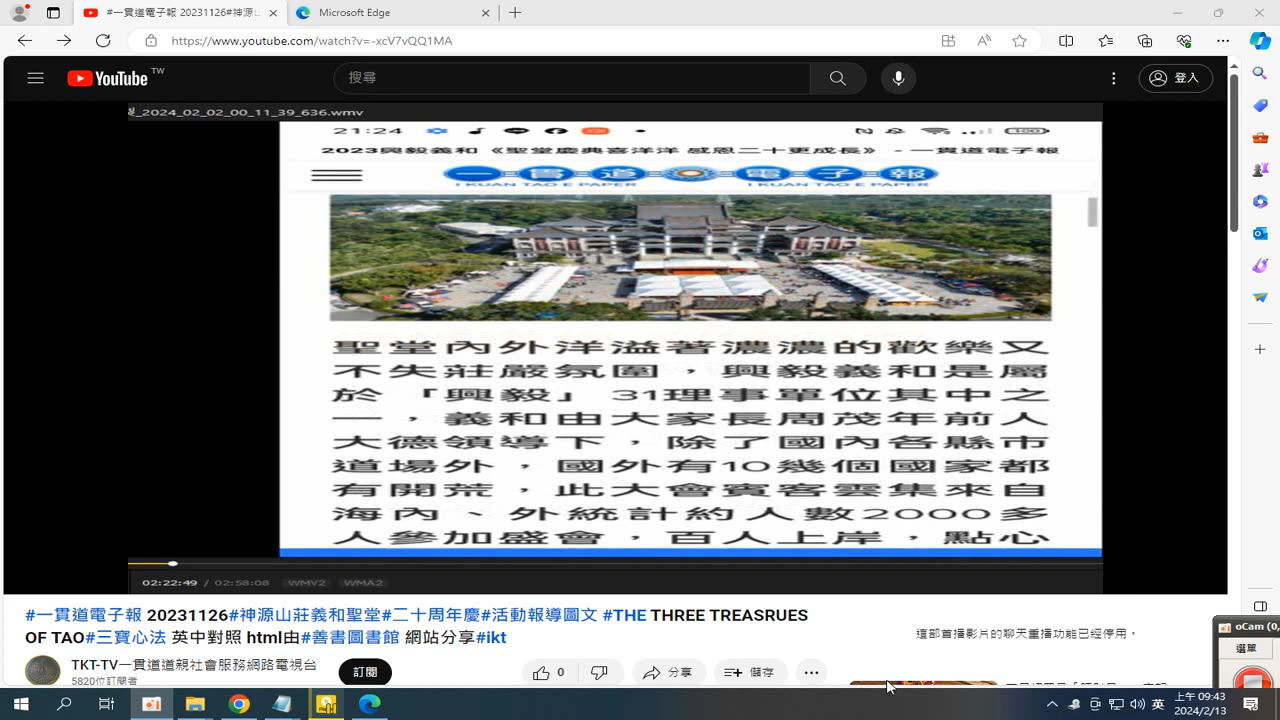 #一貫道電子報 20231126#神源山
Microsoft Edge
https://www.youtube.com/watch?v=-xcV7vQQ1MA
YouTube TW
搜尋
登入
_2024_02_02_00_11_39_636.wmv
21:24
100
2023興毅義和《聖堂慶典喜洋洋 感恩二十更成長》 - 一貫道電子報
一貫道 電子報
I KUAN TAO E PAPER I KUAN TAO E PAPER
聖堂內外洋溢著濃濃的歡樂又
不失莊嚴氛圍，興毅義和是屬
於「興毅」31理事單位其中之
一，義和由大家長周茂年前人
大德領導下，除了國內各縣市
道場外，國外有10幾個國家都
有開荒，此大會賓客雲集來自
海內、外統計約人數2000多
人參加盛會，百人上岸，點心
02:22:49 / 02:58:08 WMV2 WMA2
#一貫道電子報 20231126#神源山莊義和聖堂#二十周年慶#活動報導圖文 #THE THREE TREASRUES
OF TAO#三寶心法 英中對照 html由#善書圖書館 網站分享#ikt
這部首播影片的聊天重播功能已經停用。
TKT-TV一貫道道親社會服務網路電視台
5820位訂閱者
訂閱
0
分享
儲存
oCam (0,
選單
英
上午 09:43
2024/2/13